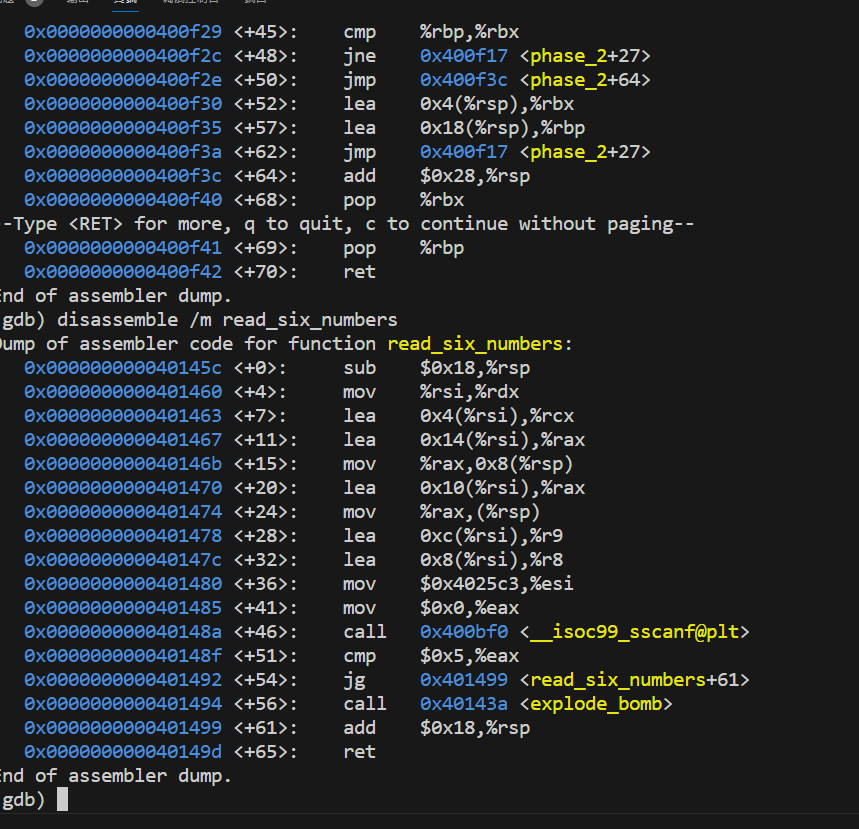 0x0000000000400f29 <+45>: cmp %rbp,%rbx
0x0000000000400f2c <+48>: jne 0x400f17 <phase_2+27>
0x0000000000400f2e <+50>: jmp 0x400f3c <phase_2+64>
0x0000000000400f30 <+52>: lea 0x4(%rsp),%rbx
0x0000000000400f35 <+57>: lea 0x18(%rsp),%rbp
0x0000000000400f3a <+62>: jmp 0x400f17 <phase_2+27>
0x0000000000400f3c <+64>: add $0x28,%rsp
0x0000000000400f40 <+68>: pop %rbx
--Type <RET> for more, q to quit, c to continue without paging--
0x0000000000400f41 <+69>: pop %rbp
0x0000000000400f42 <+70>: ret
End of assembler dump.
gdb) disassemble /m read_six_numbers
Dump of assembler code for function read_six_numbers:
0x000000000040145c <+0>: sub $0x18,%rsp
0x0000000000401460 <+4>: mov %rsi,%rdx
0x0000000000401463 <+7>: lea 0x4(%rsi),%rcx
0x0000000000401467 <+11>: lea 0x14(%rsi),%rax
0x000000000040146b <+15>: mov %rax,0x8(%rsp)
0x0000000000401470 <+20>: lea 0x10(%rsi),%rax
0x0000000000401474 <+24>: mov %rax,(%rsp)
0x0000000000401478 <+28>: lea 0xc(%rsi),%r9
0x000000000040147c <+32>: lea 0x8(%rsi),%r8
0x0000000000401480 <+36>: mov $0x4025c3,%esi
0x0000000000401485 <+41>: mov $0x0,%eax
0x000000000040148a <+46>: call 0x400bf0 <__isoc99_sscanf@plt>
0x000000000040148f <+51>: cmp $0x5,%eax
0x0000000000401492 <+54>: jg 0x401499 <read_six_numbers+61>
0x0000000000401494 <+56>: call 0x40143a <explode_bomb>
0x0000000000401499 <+61>: add $0x18,%rsp
0x000000000040149d <+65>: ret
End of assembler dump.
gdb)